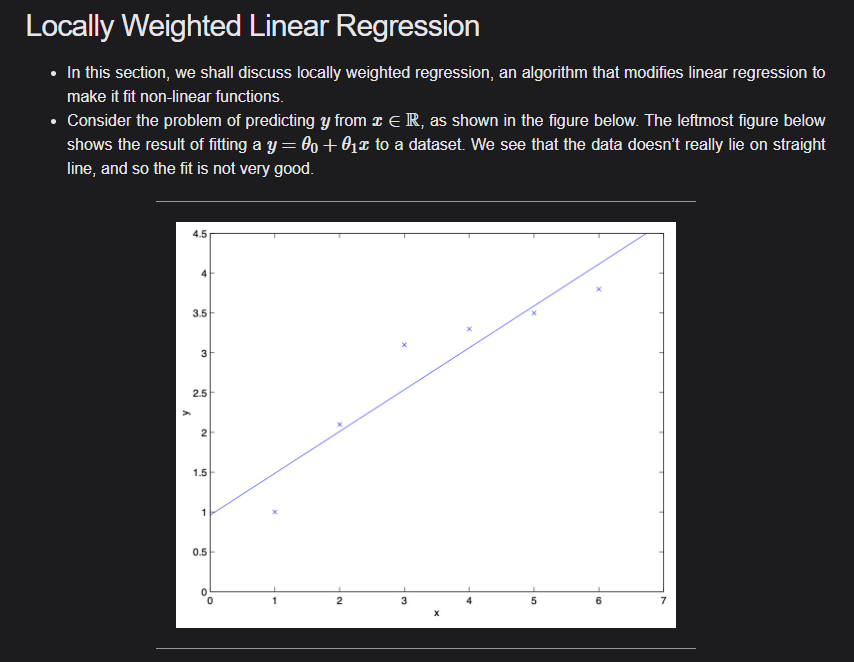 Locally Weighted Linear Regression
• In this section, we shall discuss locally weighted regression, an algorithm that modifies linear regression to
make it fit non-linear functions.
• Consider the problem of predicting y from x ∈ ℝ, as shown in the figure below. The leftmost figure below
shows the result of fitting a y = θ₀ + θ₁x to a dataset. We see that the data doesn’t really lie on straight
line, and so the fit is not very good.
4.5
4
3.5
3
2.5
y
2
1.5
1
0.5
0
0 1 2 3 4 5 6 7
x